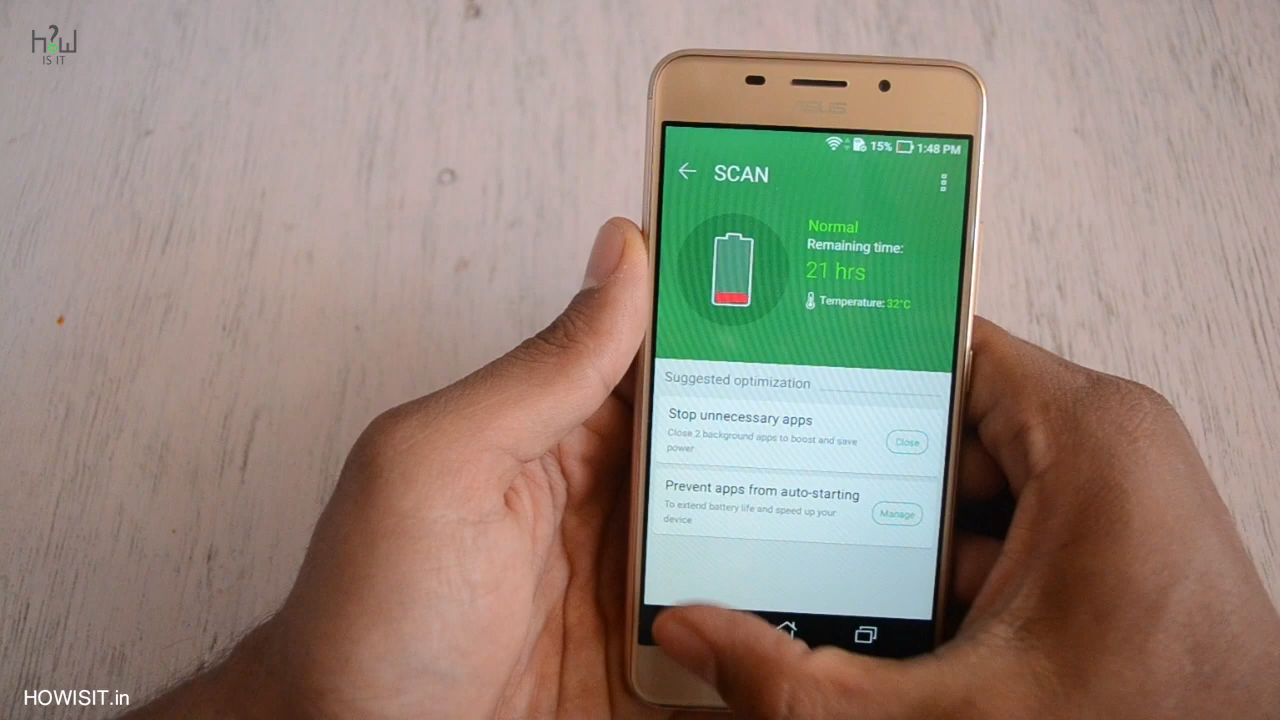 h?w
IS IT
ASUS
15% 1:48 PM
SCAN
Normal
Remaining time:
21 hrs
Temperature: 32°C
Suggested optimization
Stop unnecessary apps
Close 2 background apps to boost and save
power
Close
Prevent apps from auto-starting
To extend battery life and speed up your
device
Manage
HOWISIT.in